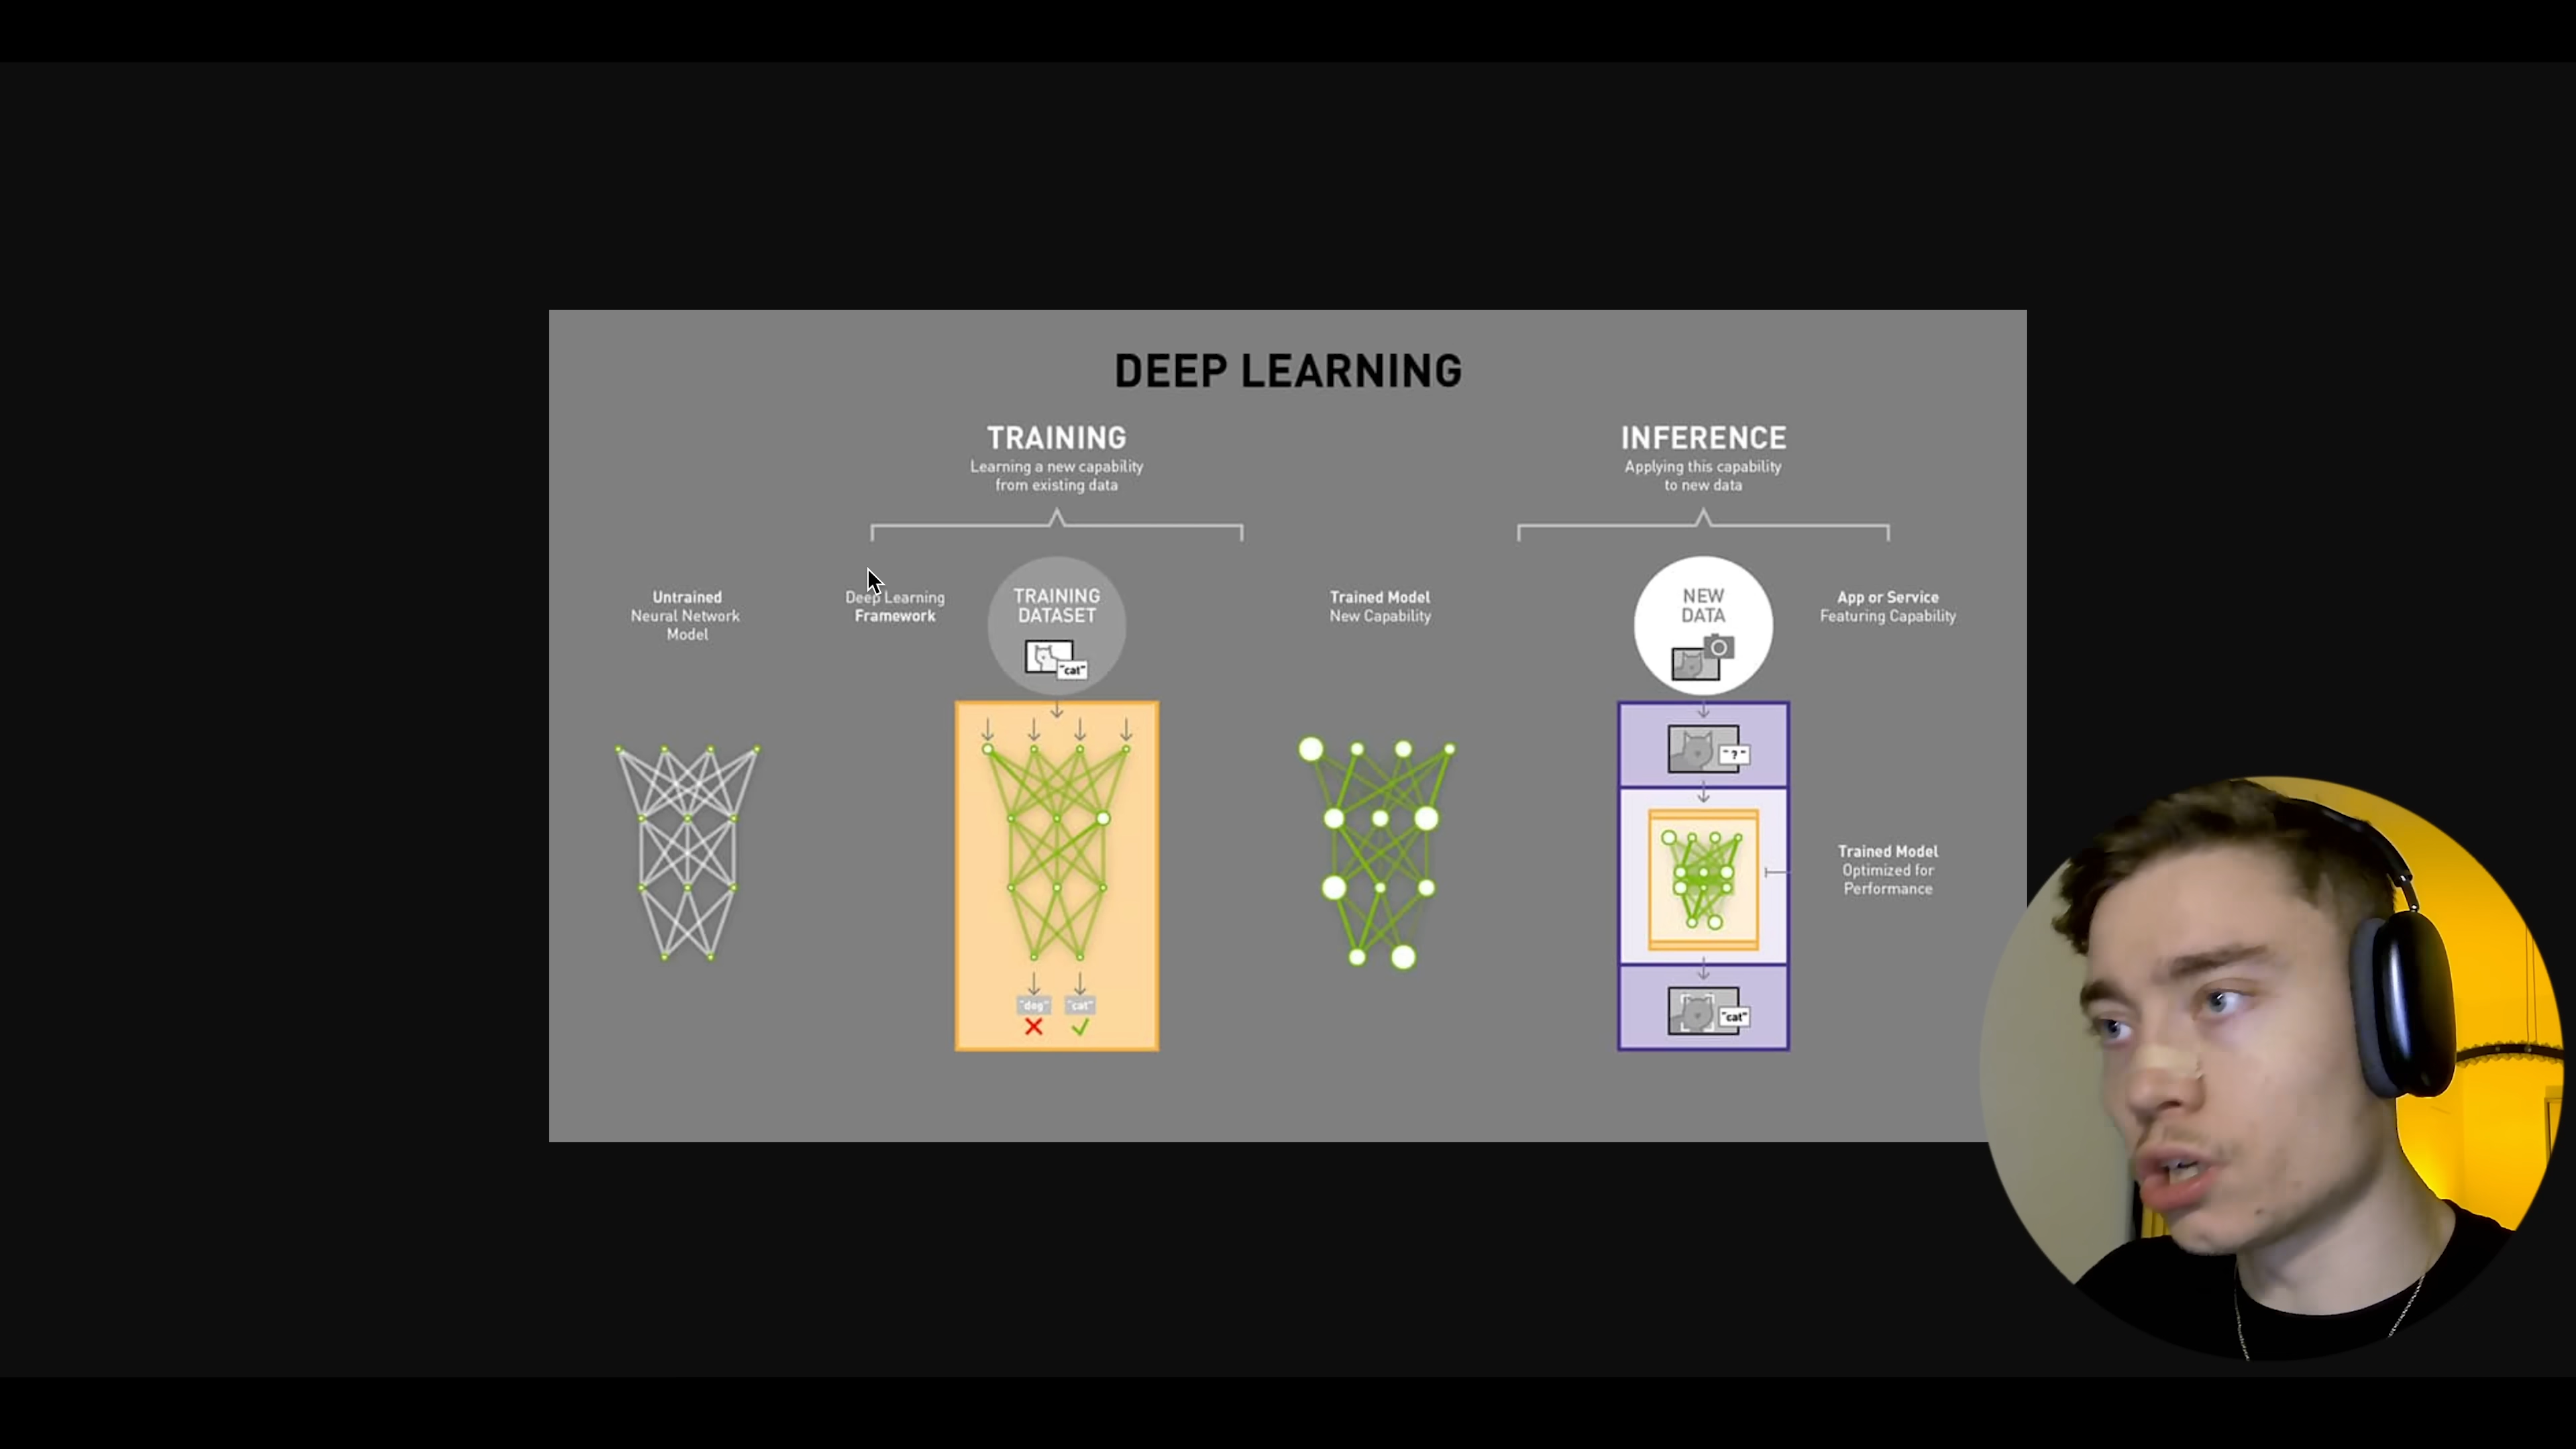 DEEP LEARNING
TRAINING
Learning a new capability
from existing data
INFERENCE
Applying this capability
to new data
Untrained
Neural Network
Model
Deep Learning
Framework
TRAINING
DATASET
"cat"
Trained Model
New Capability
NEW
DATA
App or Service
Featuring Capability
"?"
Trained Model
Optimized for
Performance
"dog"
"cat"
"cat"